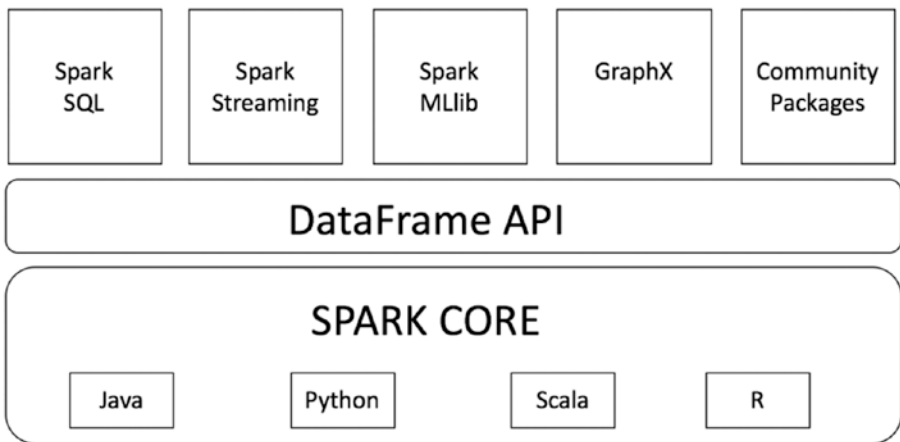 Spark
SQL
Spark
Streaming
Spark
MLlib
GraphX
Community
Packages
DataFrame API
SPARK CORE
Java
Python
Scala
R